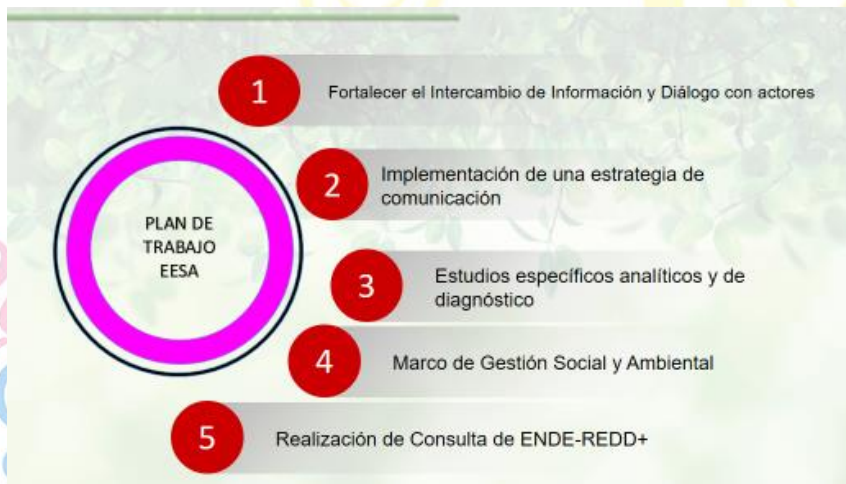 1
Fortalecer el Intercambio de Información y Diálogo con actores
2
Implementación de una estrategia de
comunicación
PLAN DE
TRABAJO
EESA
3
Estudios específicos analíticos y de
diagnóstico
4
Marco de Gestión Social y Ambiental
5
Realización de Consulta de ENDE-REDD+